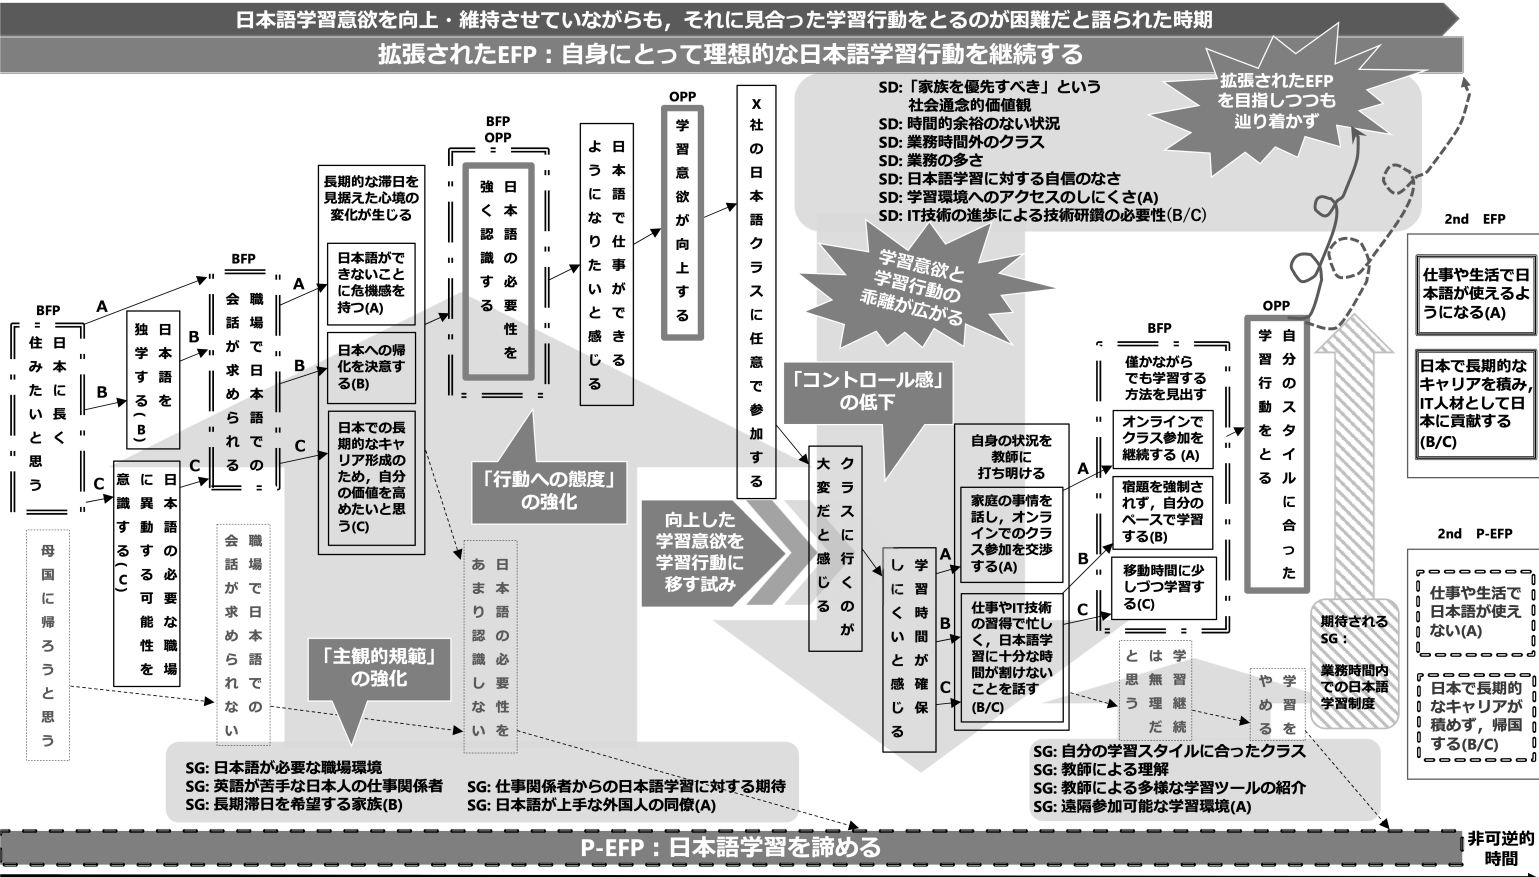 日本語学習意欲を向上・維持させていながらも，それに見合った学習行動をとるのが困難だと語られた時期
拡張されたEFP：自身にとって理想的な日本語学習行動を継続する
BFP
日本に長く
住みたいと思う
A
B
C
日本語を
独学する(B)
日本語の必要な職場
に異動する可能性を
意識する(C)
母国に帰ろうと思う
B
C
BFP
職場で日本語での
会話が求められる
職場で日本語での
会話が求められない
A
B
C
長期的な滞日を
見据えた心境の
変化が生じる
日本語がで
きないこと
に危機感を
持つ(A)
日本への帰
化を決意す
る(B)
日本での長
期的なキャ
リア形成の
ため，自分
の価値を高
めたいと思
う(C)
BFP
OPP
日本語の必要性を
強く認識する
「行動への態度」
の強化
日本語の必要性を
あまり認識しない
「主観的規範」
の強化
SG: 日本語が必要な職場環境
SG: 英語が苦手な日本人の仕事関係者
SG: 長期滞日を希望する家族(B)
SG: 仕事関係者からの日本語学習に対する期待
SG: 日本語が上手な外国人の同僚(A)
日本語で仕事ができる
ようになりたいと感じる
OPP
学習意欲が向上する
X社の日本語クラスに任意で参加する
向上した
学習意欲を
学習行動に
移す試み
SD: 「家族を優先すべき」という
社会通念的価値観
SD: 時間的余裕のない状況
SD: 業務時間外のクラス
SD: 業務の多さ
SD: 日本語学習に対する自信のなさ
SD: 学習環境へのアクセスのしにくさ(A)
SD: IT技術の進歩による技術研鑽の必要性(B/C)
学習意欲と
学習行動の
乖離が広がる
「コントロール感」
の低下
クラスに行くのが
大変だと感じる
学習時間が確保
しにくいと感じる
A
B
C
自身の状況を
教師に
打ち明ける
家庭の事情を
話し，オンラ
インでのクラ
ス参加を交渉
する(A)
仕事やIT技術
の習得で忙し
く，日本語学
習に十分な時
間が割けない
ことを話す
(B/C)
A
B
C
BFP
僅かながら
でも学習する
方法を見出す
オンラインで
クラス参加を
継続する (A)
宿題を強制さ
れず，自分の
ペースで学習
する(B)
移動時間に少
しづつ学習す
る(C)
学習継続
は無理だ
と思う
学習を
やめる
SG: 自分の学習スタイルに合ったクラス
SG: 教師による理解
SG: 教師による多様な学習ツールの紹介
SG: 遠隔参加可能な学習環境(A)
OPP
自分のスタイルに合った
学習行動をとる
拡張されたEFP
を目指しつつも
辿り着かず
期待される
SG：
業務時間内
での日本語
学習制度
2nd EFP
仕事や生活で日
本語が使えるよ
うになる(A)
日本で長期的な
キャリアを積み，
IT人材として日
本に貢献する
(B/C)
2nd P-EFP
仕事や生活で
日本語が使え
ない(A)
日本で長期的
なキャリアが
積めず，帰国
する(B/C)
P-EFP：日本語学習を諦める
非可逆的
時間